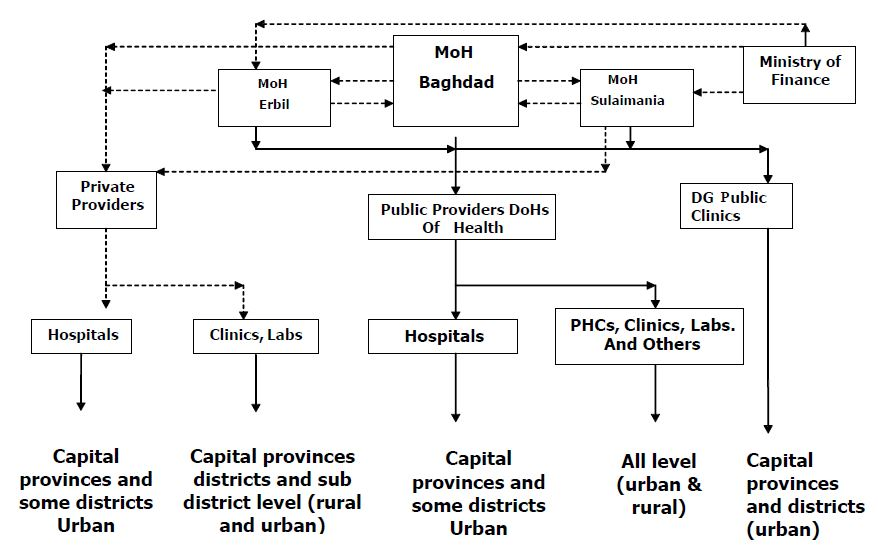 MoH
Baghdad
Ministry of
Finance
MoH
Erbil
MoH
Sulaimania
Private
Providers
Public Providers DoHs
Of Health
DG Public
Clinics
Hospitals
Clinics, Labs
Hospitals
PHCs, Clinics, Labs.
And Others
Capital
provinces and
some districts
Urban
Capital provinces
districts and sub
district level (rural
and urban)
Capital
provinces and
some districts
Urban
All level
(urban &
rural)
Capital
provinces
and districts
(urban)